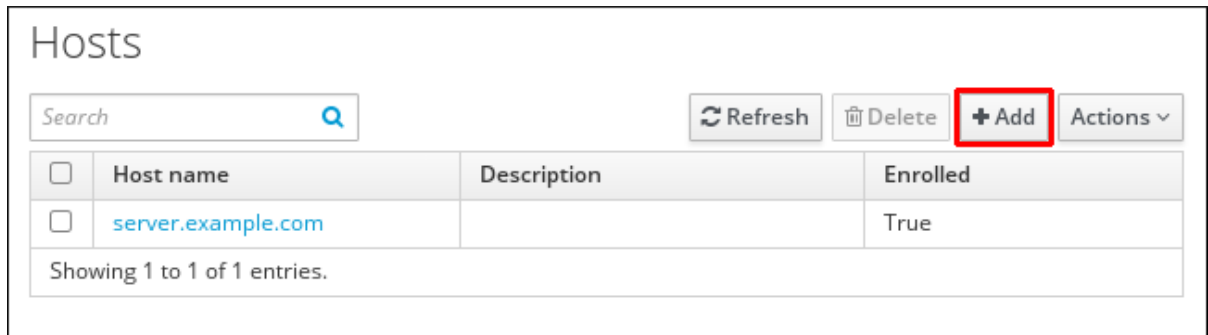 Hosts
Search Refresh Delete Add Actions
Host name Description Enrolled
server.example.com True
Showing 1 to 1 of 1 entries.